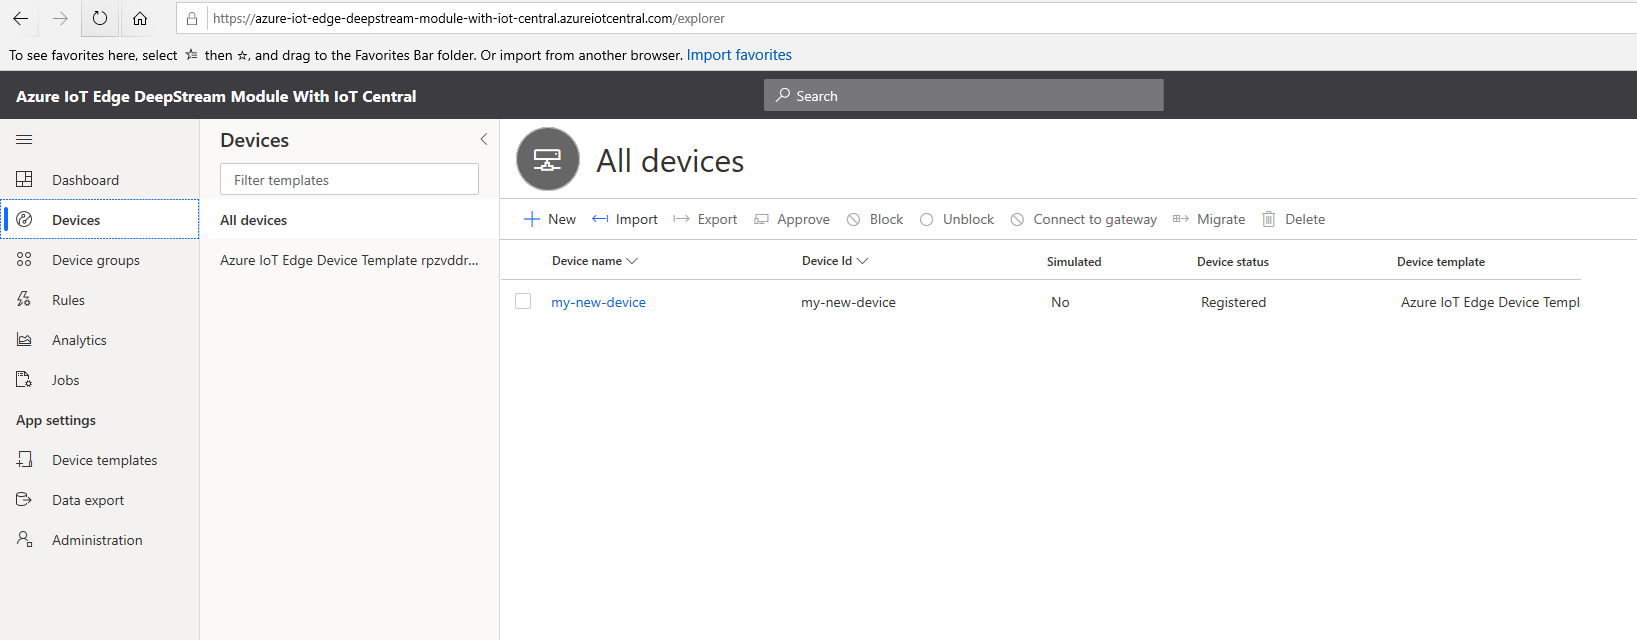 https://azure-iot-edge-deepstream-module-with-iot-central.azureiotcentral.com/explorer
To see favorites here, select then ☆, and drag to the Favorites Bar folder. Or import from another browser. Import favorites
Azure IoT Edge DeepStream Module With IoT Central
Search
Dashboard
Devices
Device groups
Rules
Analytics
Jobs
App settings
Device templates
Data export
Administration
Devices
Filter templates
All devices
Azure IoT Edge Device Template rpzvddr...
All devices
New Import Export Approve Block Unblock Connect to gateway Migrate Delete
Device name Device Id Simulated Device status Device template
my-new-device my-new-device No Registered Azure IoT Edge Device Templ